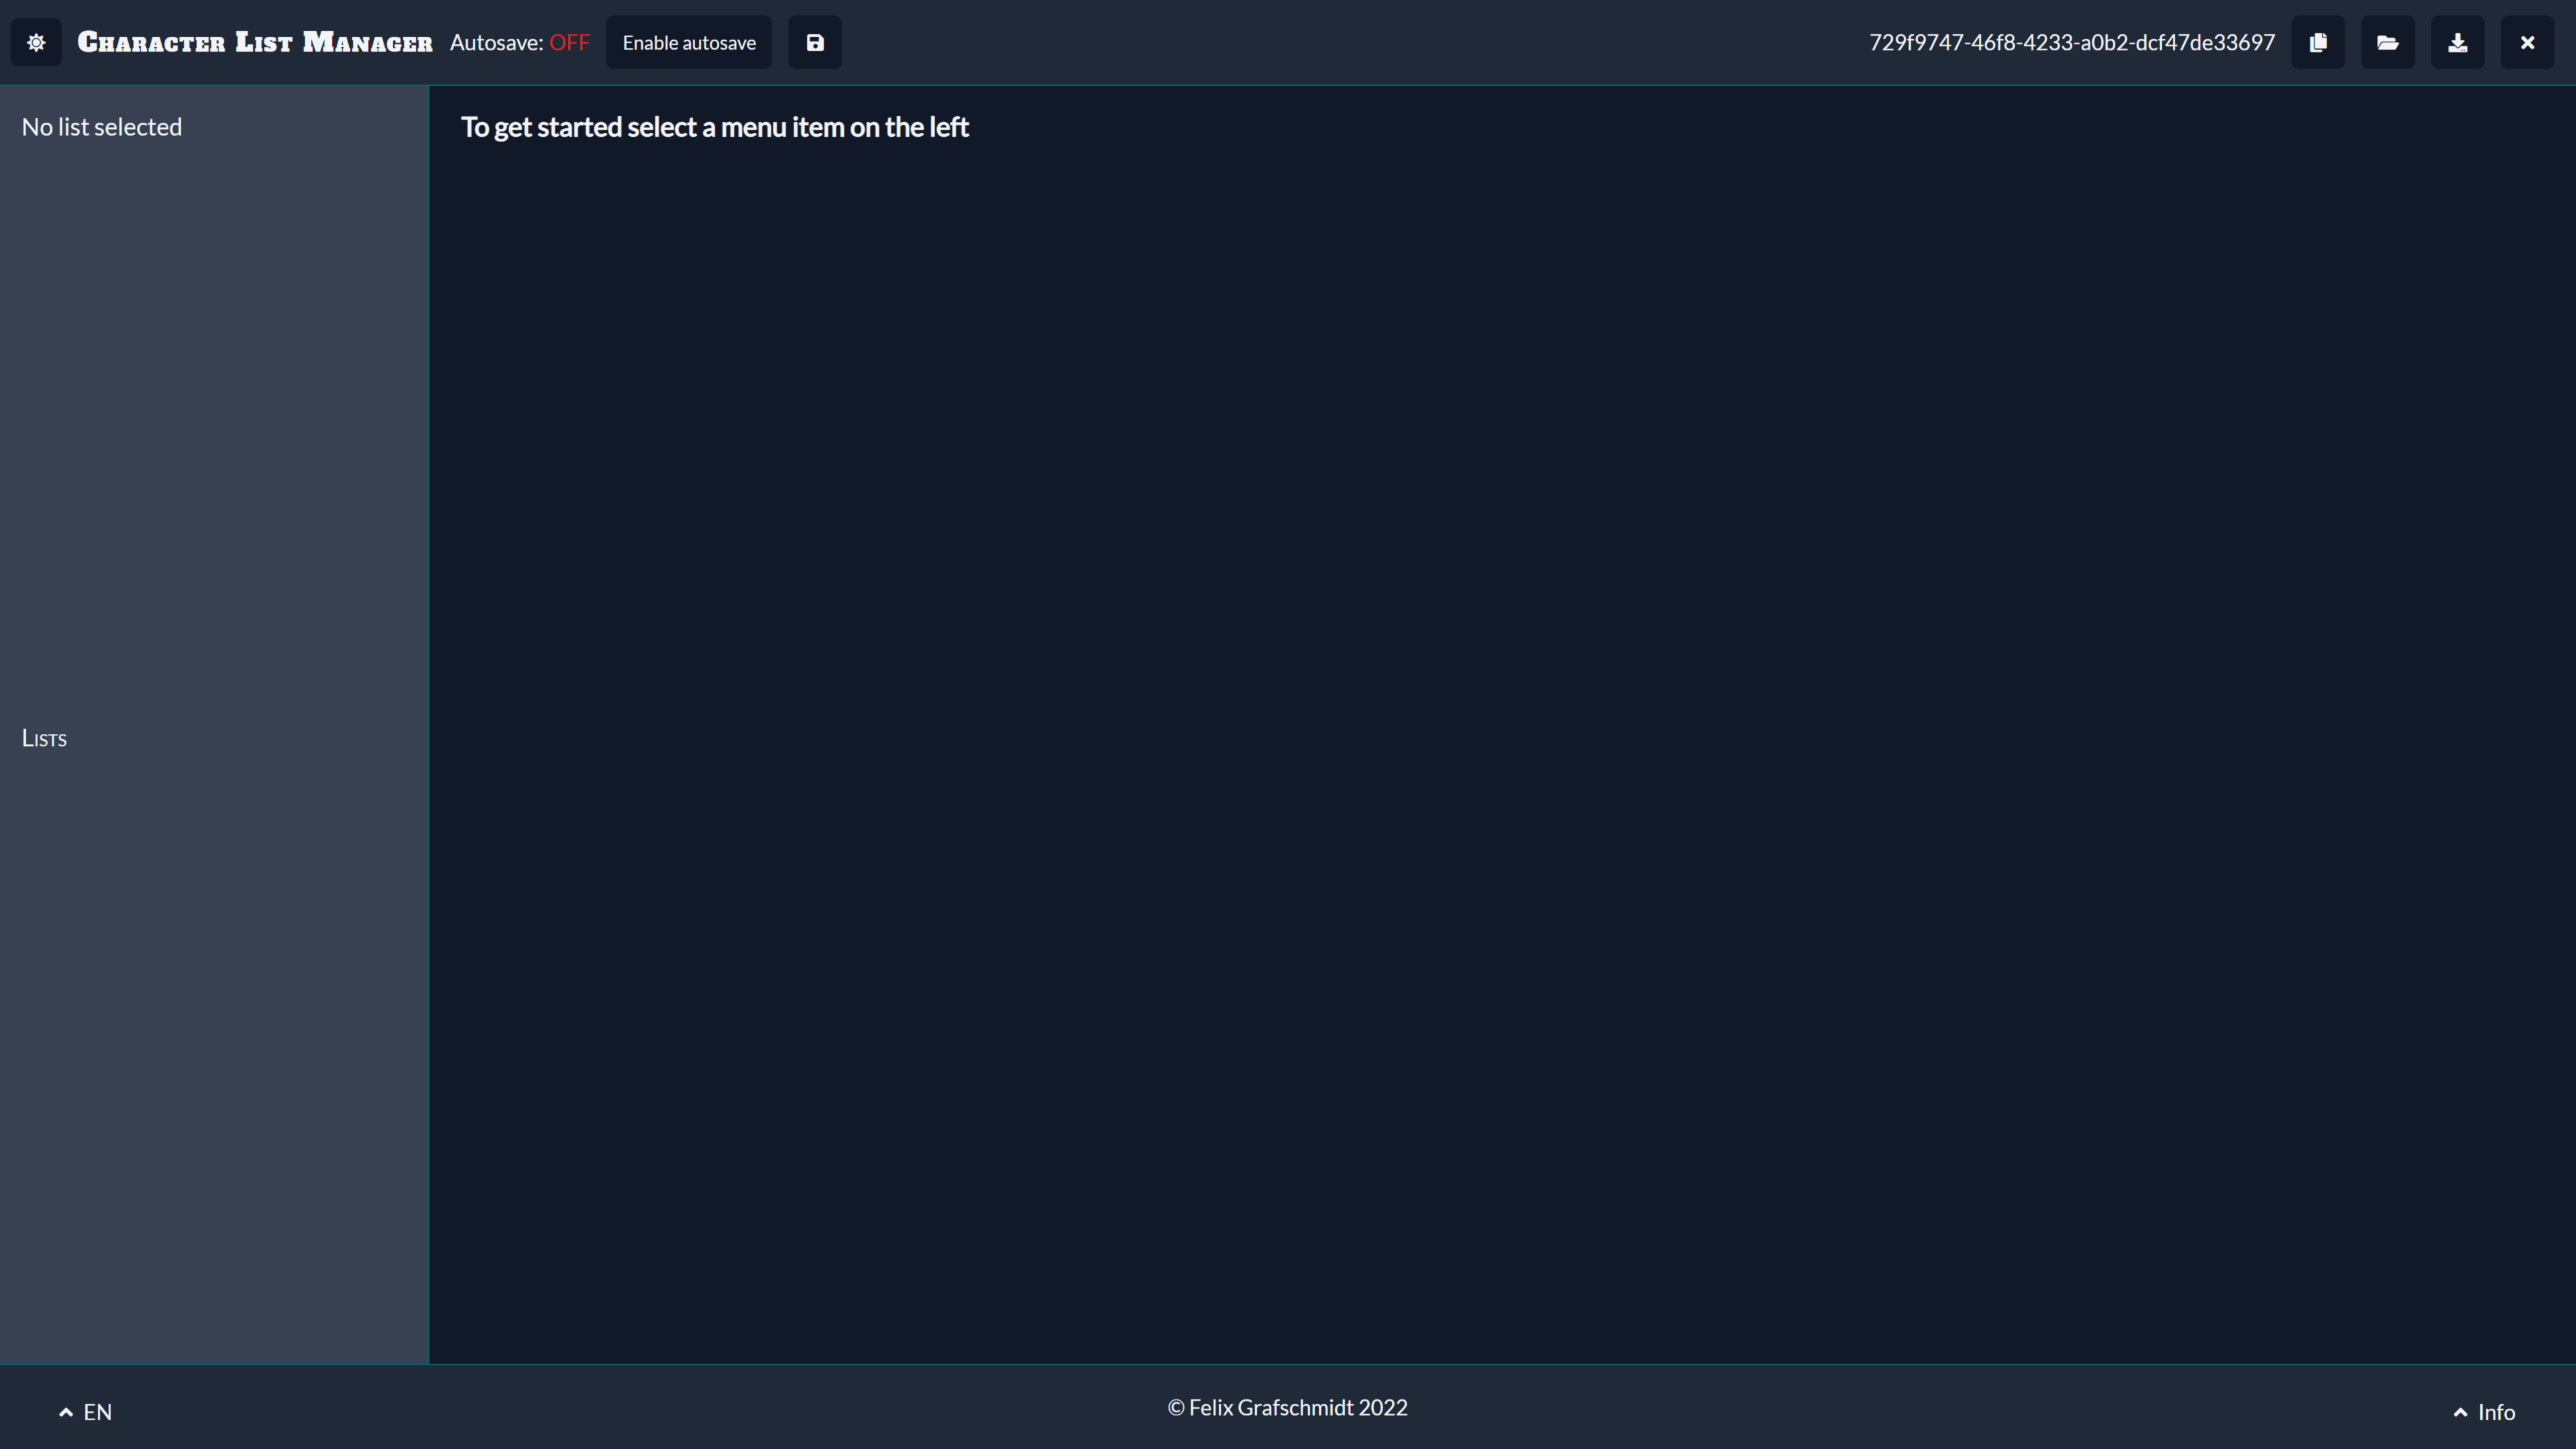 Character List Manager Autosave: OFF Enable autosave 729f9747-46f8-4233-a0b2-dcf47de33697
No list selected
To get started select a menu item on the left
Lists
EN
© Felix Grafschmidt 2022
Info